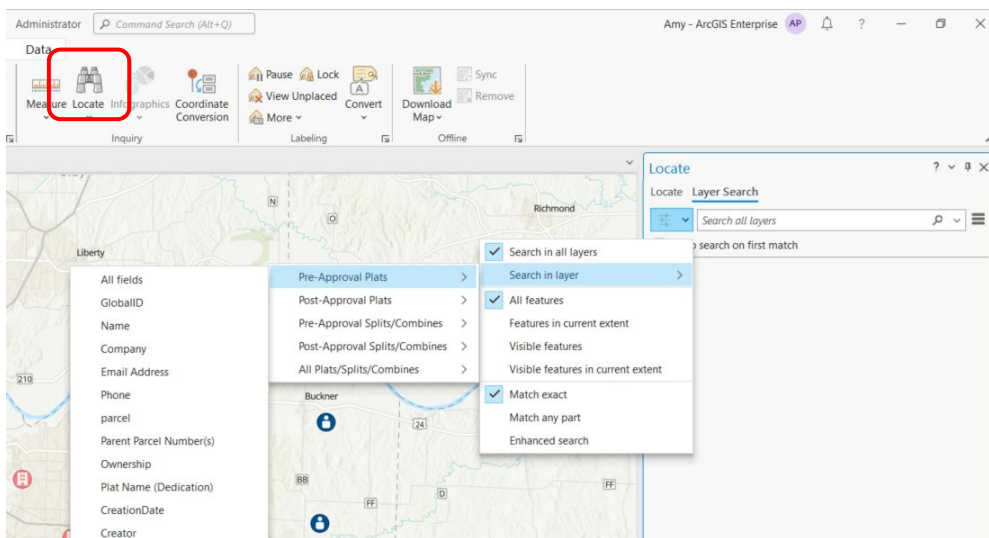 Administrator
Command Search (Alt+Q)
Amy - ArcGIS Enterprise
AP
?
Data
Measure
Locate
Infographics
Coordinate
Conversion
Inquiry
Pause
Lock
View Unplaced
More
A
Convert
Labeling
Download
Map
Sync
Remove
Offline
Locate
?
Locate
Layer Search
Search all layers
search on first match
N
O
Richmond
Liberty
210
Buckner
24
BB
FF
D
FF
Search in all layers
Search in layer
All features
Features in current extent
Visible features
Visible features in current extent
Match exact
Match any part
Enhanced search
Pre-Approval Plats
Post-Approval Plats
Pre-Approval Splits/Combines
Post-Approval Splits/Combines
All Plats/Splits/Combines
All fields
GlobalID
Name
Company
Email Address
Phone
parcel
Parent Parcel Number(s)
Ownership
Plat Name (Dedication)
CreationDate
Creator